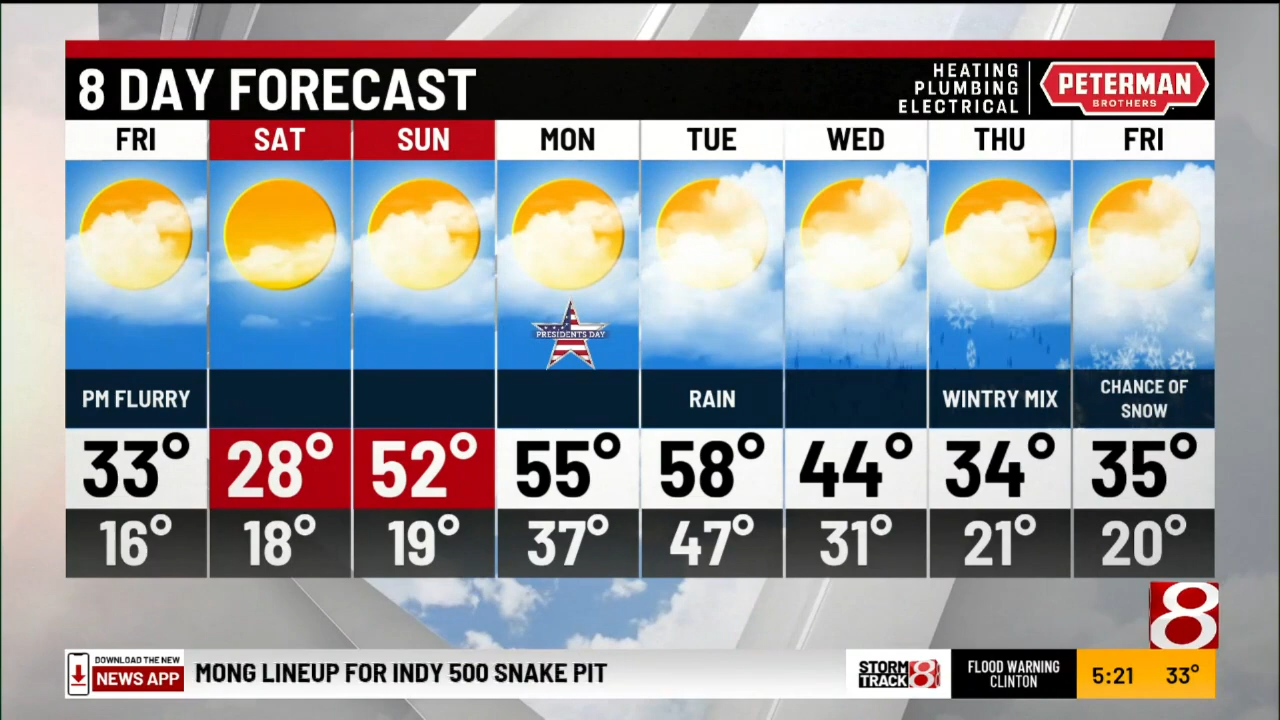 8 DAY FORECAST
HEATING
PLUMBING
ELECTRICAL
PETERMAN
BROTHERS
FRI SAT SUN MON TUE WED THU FRI
PRESIDENTS DAY
PM FLURRY RAIN WINTRY MIX CHANCE OF
SNOW
33° 28° 52° 55° 58° 44° 34° 35°
16° 18° 19° 37° 47° 31° 21° 20°
8
DOWNLOAD THE NEW
NEWS APP
MONG LINEUP FOR INDY 500 SNAKE PIT
STORM
TRACK 8
FLOOD WARNING
CLINTON
5:21 33°